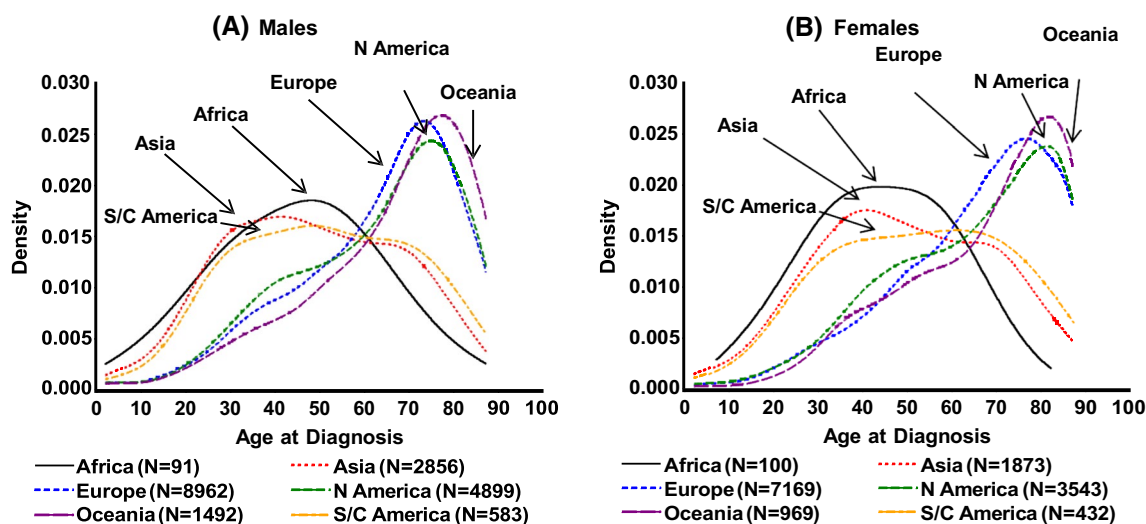 (A) Males
N America
Europe
Oceania
Africa
Asia
S/C America
Density
0.030
0.025
0.020
0.015
0.010
0.005
0.000
0 10 20 30 40 50 60 70 80 90 100
Age at Diagnosis
Africa (N=91)
Asia (N=2856)
Europe (N=8962)
N America (N=4899)
Oceania (N=1492)
S/C America (N=583)
(B) Females
Oceania
Europe
N America
Africa
Asia
S/C America
Density
0.030
0.025
0.020
0.015
0.010
0.005
0.000
0 10 20 30 40 50 60 70 80 90 100
Age at Diagnosis
Africa (N=100)
Asia (N=1873)
Europe (N=7169)
N America (N=3543)
Oceania (N=969)
S/C America (N=432)